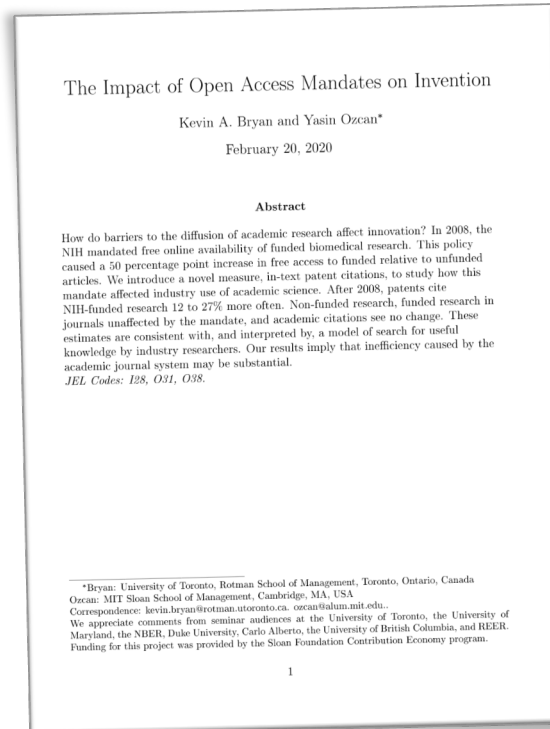 The Impact of Open Access Mandates on Invention
Kevin A. Bryan and Yasin Ozcan*
February 20, 2020
Abstract
How do barriers to the diffusion of academic research affect innovation? In 2008, the
NIH mandated free online availability of funded biomedical research. This policy
caused a 50 percentage point increase in free access to funded relative to unfunded
articles. We introduce a novel measure, in-text patent citations, to study how this
mandate affected industry use of academic science. After 2008, patents cite
NIH-funded research 12 to 27% more often. Non-funded research, funded research in
journals unaffected by the mandate, and academic citations see no change. These
estimates are consistent with, and interpreted by, a model of search for useful
knowledge by industry researchers. Our results imply that inefficiency caused by the
academic journal system may be substantial.
JEL Codes: I28, O31, O38.
*Bryan: University of Toronto, Rotman School of Management, Toronto, Ontario, Canada
Ozcan: MIT Sloan School of Management, Cambridge, MA, USA
Correspondence: kevin.bryan@rotman.utoronto.ca. ozcan@alum.mit.edu..
We appreciate comments from seminar audiences at the University of Toronto, the University of
Maryland, the NBER, Duke University, Carlo Alberto, the University of British Columbia, and REER.
Funding for this project was provided by the Sloan Foundation Contribution Economy program.
1